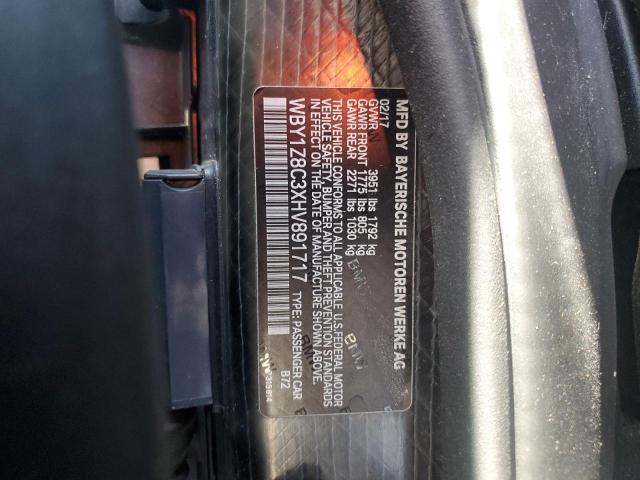 MFD BY BAYERISCHE MOTOREN WERKE AG
02/17
GVWR 3951 lbs 1792 kg
GAWR FRONT 1775 lbs 805 kg
GAWR REAR 2271 lbs 1030 kg
THIS VEHICLE CONFORMS TO ALL APPLICABLE U.S.FEDERAL MOTOR
VEHICLE SAFETY, BUMPER AND THEFT PREVENTION STANDARDS
IN EFFECT ON THE DATE OF MANUFACTURE SHOWN ABOVE.
WBY1Z8C3XHV891717 TYPE: PASSENGER CAR
B72
BMW
BMW